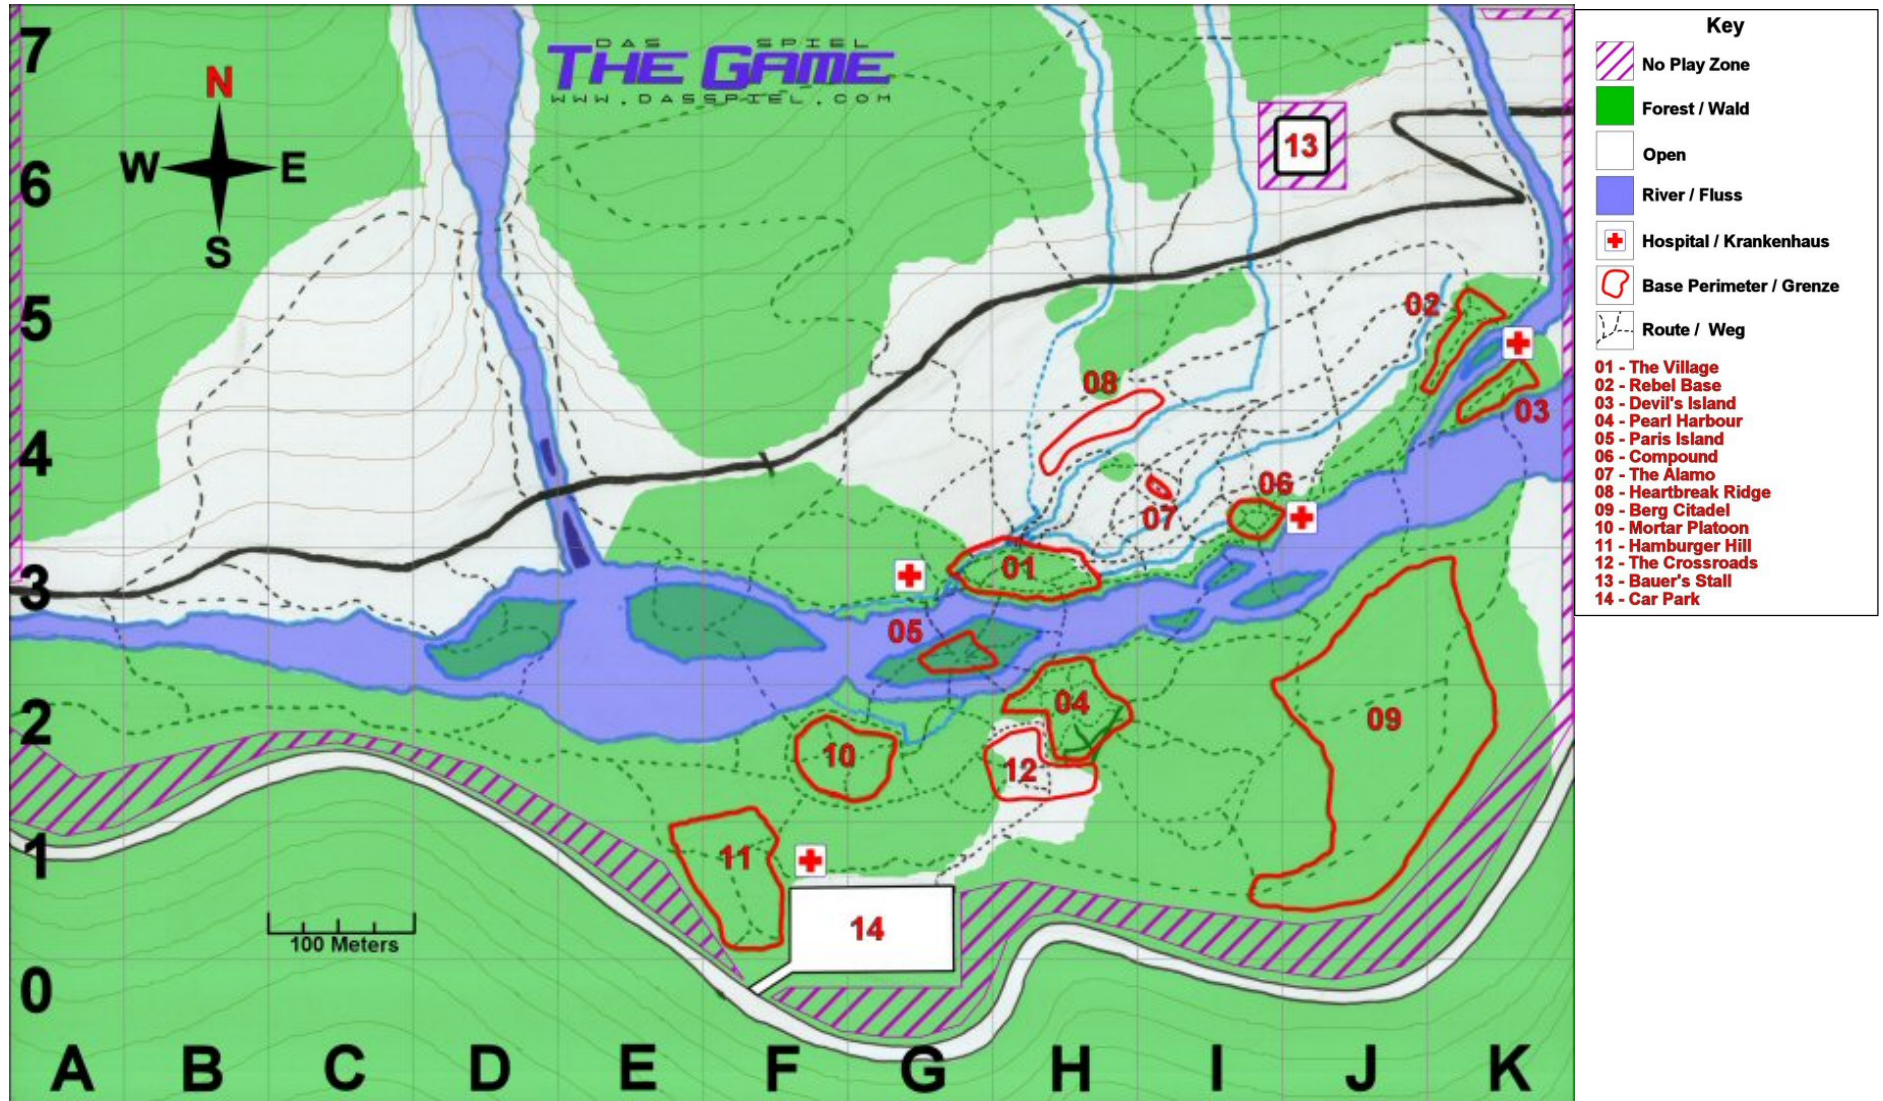 DAS SPIEL
THE GAME
WWW.DASSPIEL.COM
N
W E
S
7
6
5
4
3
2
1
0
A B C D E F G H I J K
13
02
08
03
06
07
01
05
04
09
10
12
11
14
100 Meters
Key
No Play Zone
Forest / Wald
Open
River / Fluss
Hospital / Krankenhaus
Base Perimeter / Grenze
Route / Weg
01 - The Village
02 - Rebel Base
03 - Devil's Island
04 - Pearl Harbour
05 - Paris Island
06 - Compound
07 - The Alamo
08 - Heartbreak Ridge
09 - Berg Citadel
10 - Mortar Platoon
11 - Hamburger Hill
12 - The Crossroads
13 - Bauer's Stall
14 - Car Park